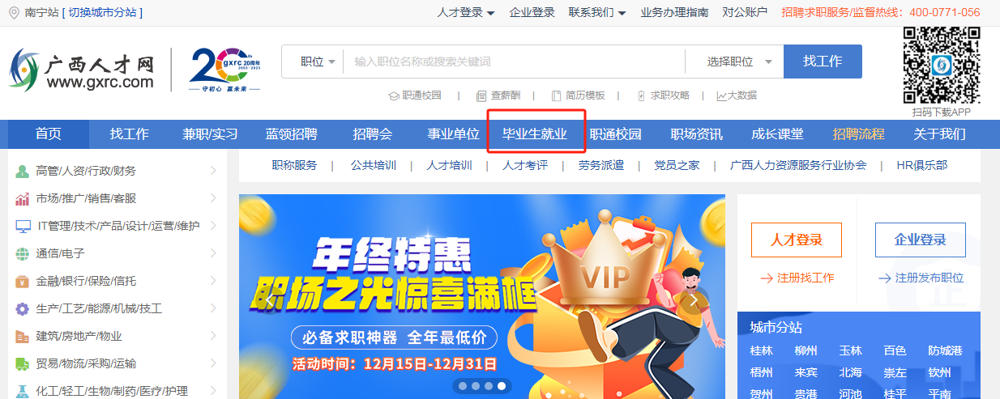 南宁站 [ 切换城市分站 ] 人才登录 企业登录 联系我们 业务办理指南 对公账户 招聘求职服务/监督热线：400-0771-056
广西人才网
www.gxrc.com
20th
gxrc 20周年
2003-2023
守初心 赢未来
职位 输入职位名称或搜索关键词 选择职位 找工作
职通校园 | 查薪酬 | 简历模板 | 求职攻略 | 大数据
扫码下载APP
首页 找工作 兼职/实习 蓝领招聘 招聘会 事业单位 毕业生就业 职通校园 职场资讯 成长课堂 招聘流程 关于我们
职称服务 | 公共培训 | 人才培训 | 人才考评 | 劳务派遣 | 党员之家 | 广西人力资源服务行业协会 | HR俱乐部
高管/人资/行政/财务
市场/推广/销售/客服
IT管理/技术/产品/设计/运营/维护
通信/电子
金融/银行/保险/信托
生产/工艺/能源/机械/技工
建筑/房地产/物业
贸易/物流/采购/运输
化工/轻工/生物/制药/医疗/护理
年终特惠
职场之光惊喜满框
必备求职神器 全年最低价
活动时间：12月15日-12月31日
VIP
人才登录 企业登录
注册找工作 注册发布职位
企
城市分站
桂林 柳州 玉林 百色 防城港
梧州 来宾 北海 崇左 钦州
贺州 贵港 河池 桂平 平南